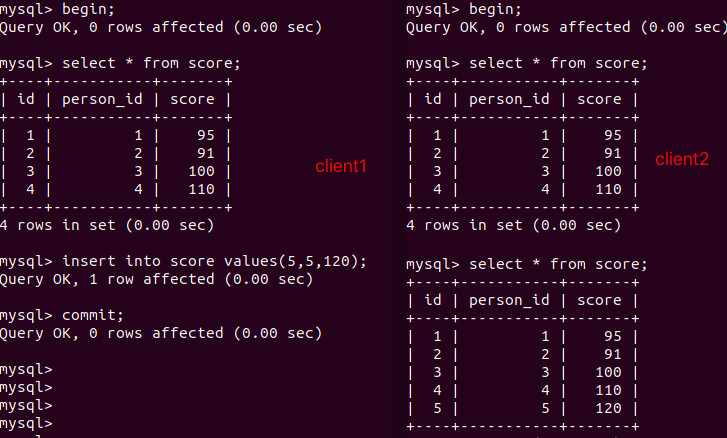 mysql> begin;
Query OK, 0 rows affected (0.00 sec)
mysql> select * from score;
+----+-----------+-------+
| id | person_id | score |
+----+-----------+-------+
|  1 |         1 |    95 |
|  2 |         2 |    91 |
|  3 |         3 |   100 |
|  4 |         4 |   110 |
+----+-----------+-------+
4 rows in set (0.00 sec)
mysql> insert into score values(5,5,120);
Query OK, 1 row affected (0.00 sec)
mysql> commit;
Query OK, 0 rows affected (0.00 sec)
mysql>
mysql>
mysql>
mysql>
client1
mysql> begin;
Query OK, 0 rows affected (0.00 sec)
mysql> select * from score;
+----+-----------+-------+
| id | person_id | score |
+----+-----------+-------+
|  1 |         1 |    95 |
|  2 |         2 |    91 |
|  3 |         3 |   100 |
|  4 |         4 |   110 |
+----+-----------+-------+
4 rows in set (0.00 sec)
mysql> select * from score;
+----+-----------+-------+
| id | person_id | score |
+----+-----------+-------+
|  1 |         1 |    95 |
|  2 |         2 |    91 |
|  3 |         3 |   100 |
|  4 |         4 |   110 |
|  5 |         5 |   120 |
+----+-----------+-------+
client2